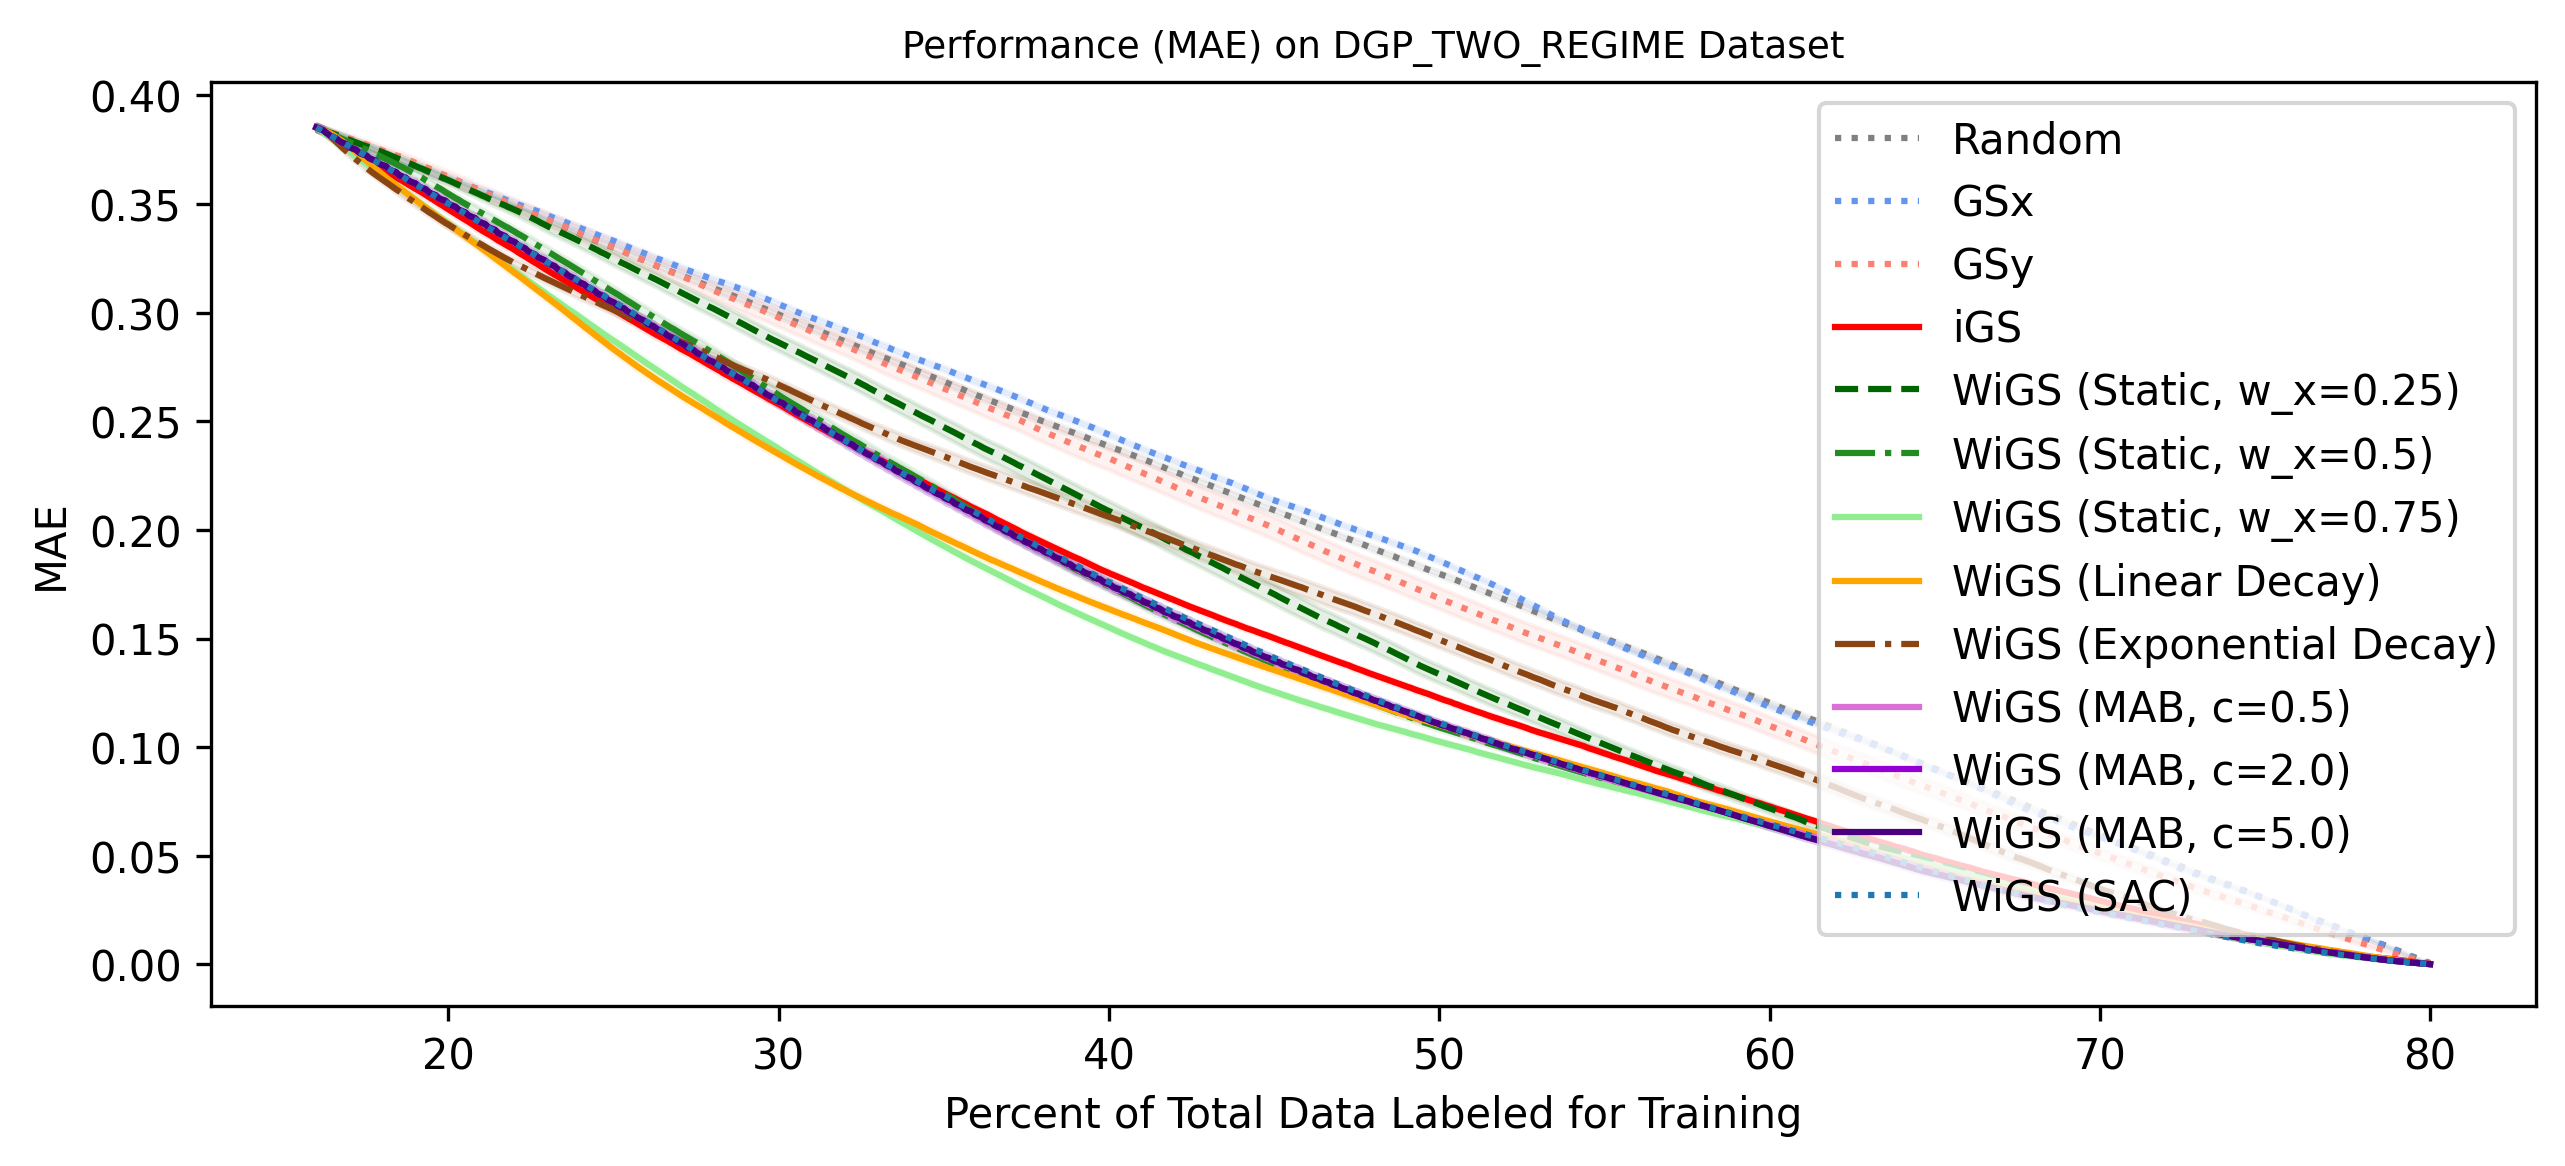 Performance (MAE) on DGP_TWO_REGIME Dataset
0.40
0.35
0.30
0.25
0.20
0.15
0.10
0.05
0.00
MAE
Random
GSx
GSy
iGS
WiGS (Static, w_x=0.25)
WiGS (Static, w_x=0.5)
WiGS (Static, w_x=0.75)
WiGS (Linear Decay)
WiGS (Exponential Decay)
WiGS (MAB, c=0.5)
WiGS (MAB, c=2.0)
WiGS (MAB, c=5.0)
WiGS (SAC)
20 30 40 50 60 70 80
Percent of Total Data Labeled for Training